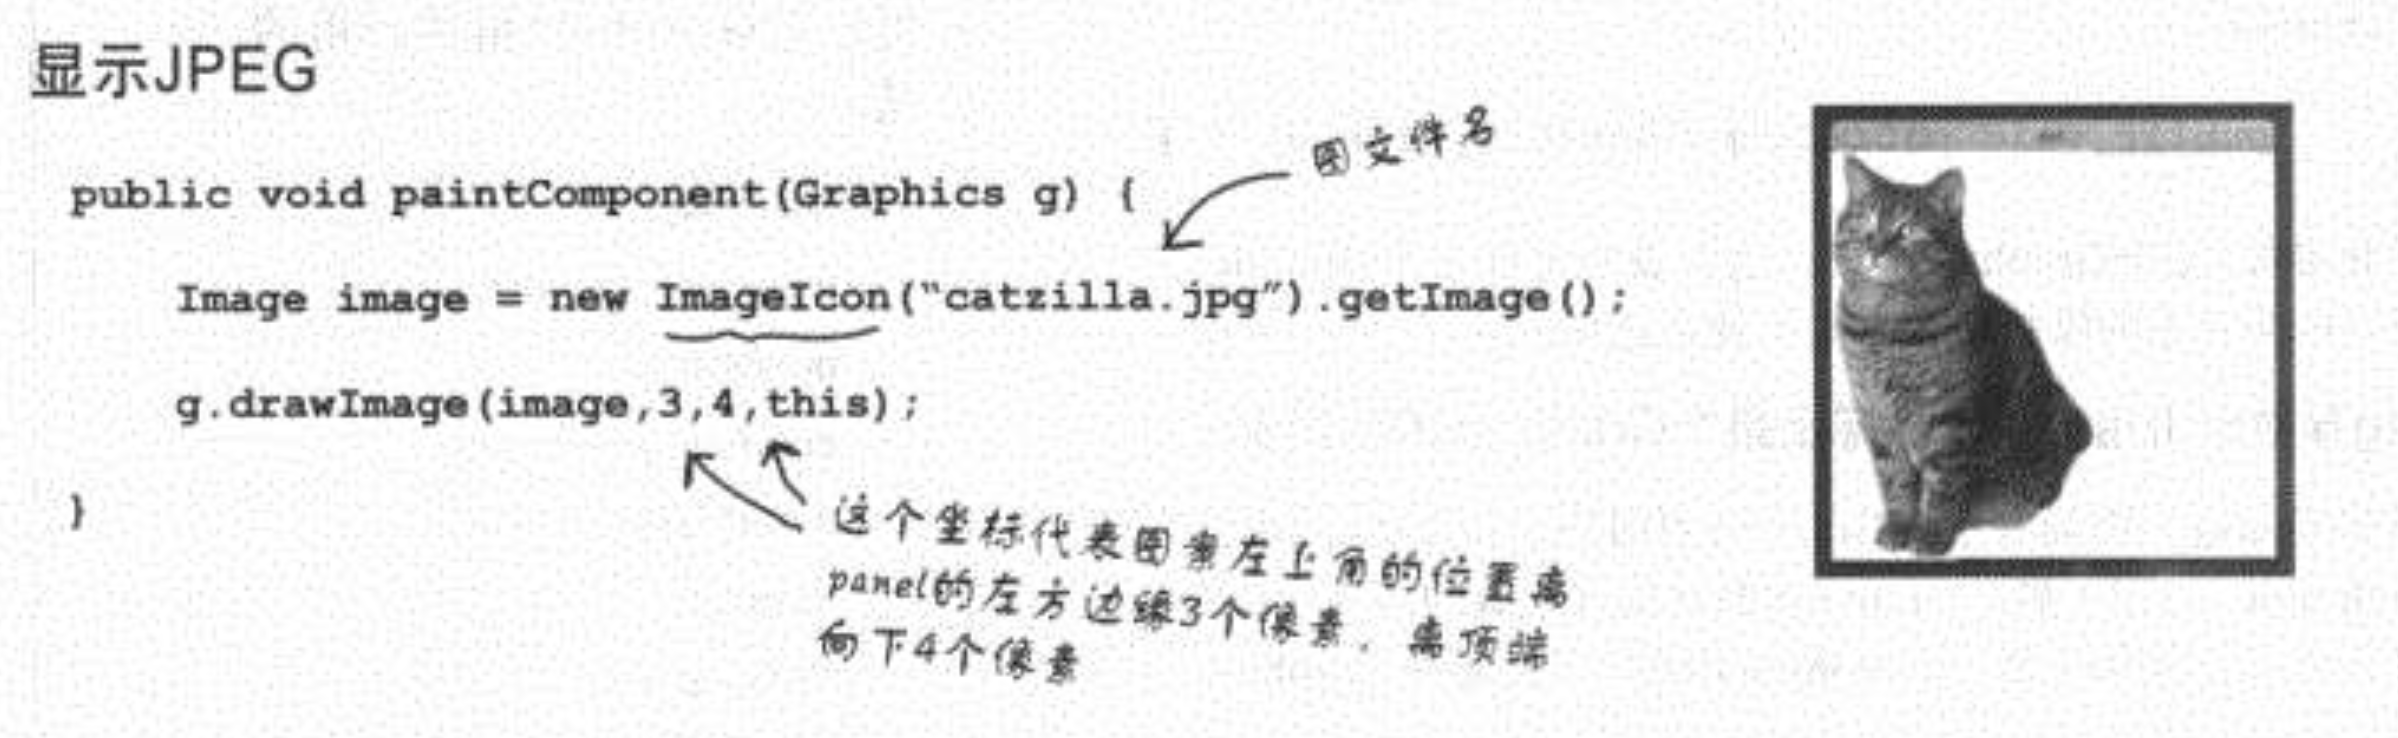 显示JPEG
图文件名
public void paintComponent(Graphics g) {
Image image = new ImageIcon(“catzilla.jpg”).getImage();
g.drawImage(image,3,4,this);
}
这个坐标代表图案左上角的位置离
panel的左方边缘3个像素，离顶端
向下4个像素